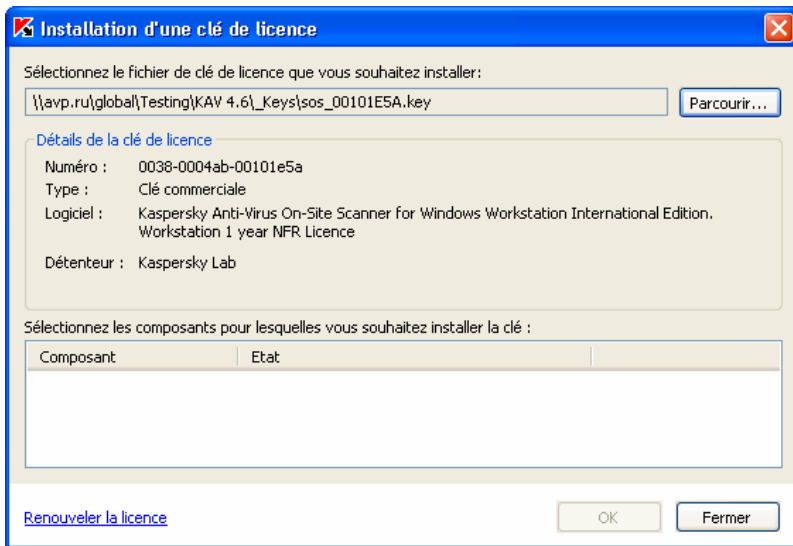 Installation d'une clé de licence
Sélectionnez le fichier de clé de licence que vous souhaitez installer:
\\avp.ru\global\Testing\KAV 4.6\_Keys\sos_00101E5A.key
Parcourir...
Détails de la clé de licence
Numéro : 0038-0004ab-00101e5a
Type : Clé commerciale
Logiciel : Kaspersky Anti-Virus On-Site Scanner for Windows Workstation International Edition.
Workstation 1 year NFR Licence
Détenteur : Kaspersky Lab
Sélectionnez les composants pour lesquelles vous souhaitez installer la clé :
Composant Etat
Renouveler la licence
OK Fermer